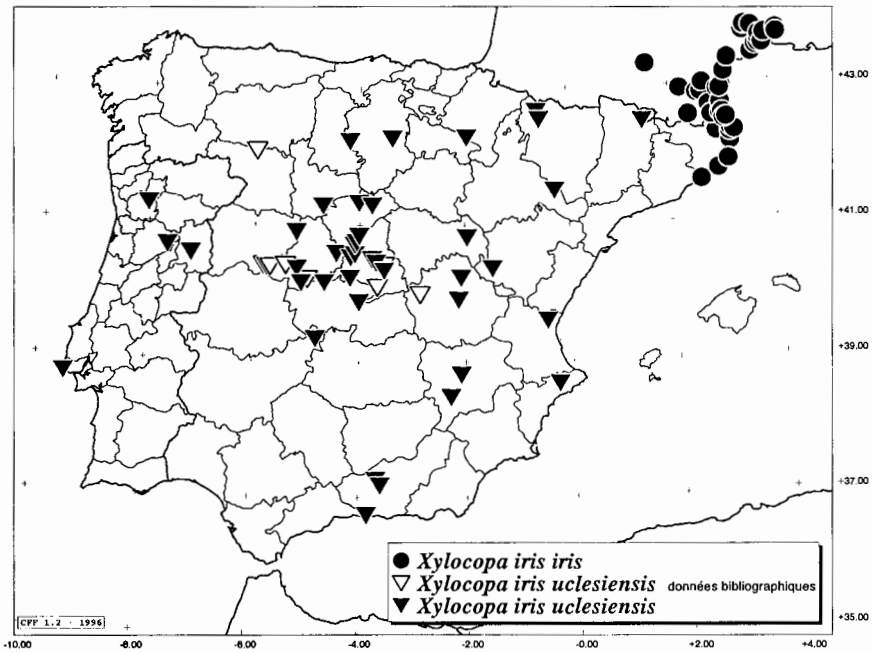 +43.00
+41.00
+39.00
+37.00
Xylocopa iris iris
Xylocopa iris uclesiensis données bibliographiques
Xylocopa iris uclesiensis
CFF 1.2 - 1996
+35.00
-10.00 -8.00 -6.00 -4.00 -2.00 -0.00 +2.00 +4.00